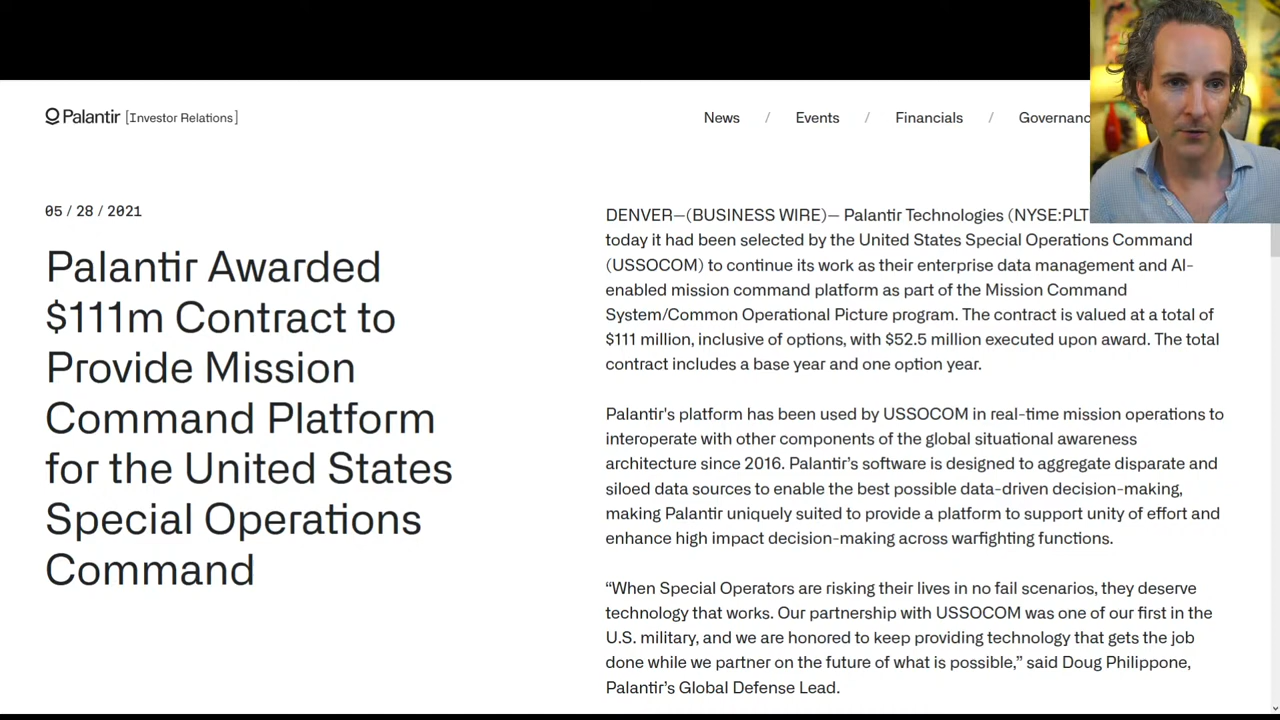 Palantir [Investor Relations]
News / Events / Financials / Governanc
05 / 28 / 2021
Palantir Awarded
$111m Contract to
Provide Mission
Command Platform
for the United States
Special Operations
Command
DENVER–(BUSINESS WIRE)– Palantir Technologies (NYSE:PLT
today it had been selected by the United States Special Operations Command
(USSOCOM) to continue its work as their enterprise data management and AI-
enabled mission command platform as part of the Mission Command
System/Common Operational Picture program. The contract is valued at a total of
$111 million, inclusive of options, with $52.5 million executed upon award. The total
contract includes a base year and one option year.
Palantir's platform has been used by USSOCOM in real-time mission operations to
interoperate with other components of the global situational awareness
architecture since 2016. Palantir’s software is designed to aggregate disparate and
siloed data sources to enable the best possible data-driven decision-making,
making Palantir uniquely suited to provide a platform to support unity of effort and
enhance high impact decision-making across warfighting functions.
“When Special Operators are risking their lives in no fail scenarios, they deserve
technology that works. Our partnership with USSOCOM was one of our first in the
U.S. military, and we are honored to keep providing technology that gets the job
done while we partner on the future of what is possible,” said Doug Philippone,
Palantir’s Global Defense Lead.